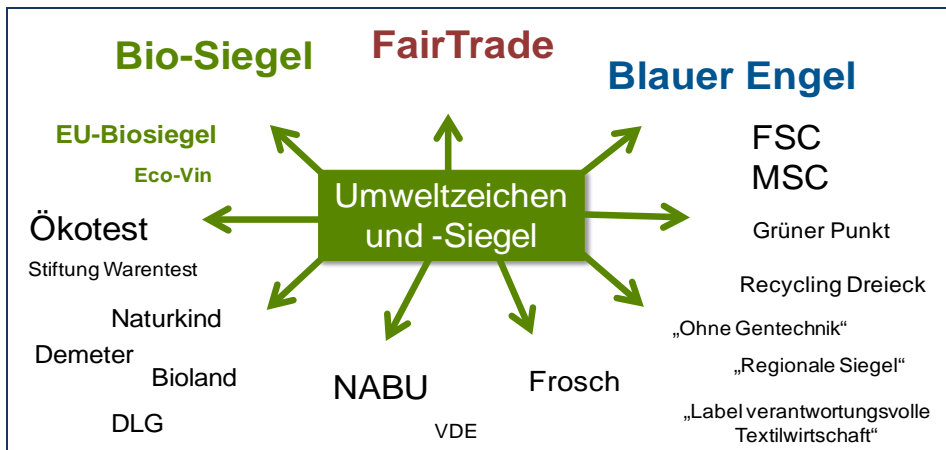 Bio-Siegel
FairTrade
Blauer Engel
EU-Biosiegel
Eco-Vin
FSC
MSC
Umweltzeichen
und -Siegel
Ökotest
Grüner Punkt
Stiftung Warentest
Recycling Dreieck
Naturkind
„Ohne Gentechnik“
Demeter
Bioland
„Regionale Siegel“
NABU
Frosch
DLG
VDE
„Label verantwortungsvolle
Textilwirtschaft“